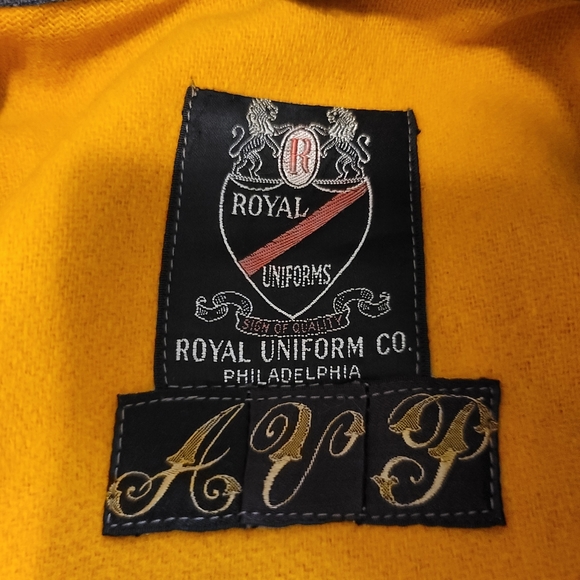 R
ROYAL
UNIFORMS
SIGN OF QUALITY
ROYAL UNIFORM CO.
PHILADELPHIA
A
P